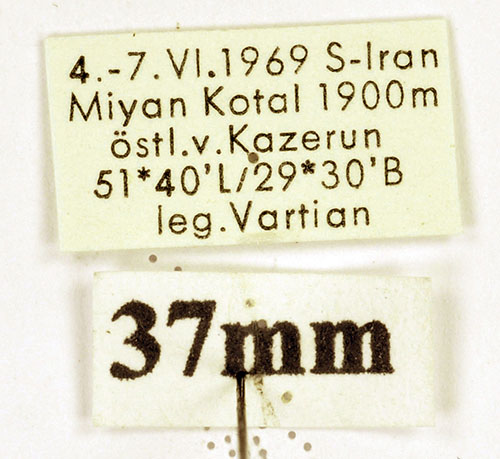 4.-7.VI.1969 S-Iran
Miyan Kotal 1900m
östl.v.Kazerun
51*40'L/29*30'B
leg.Vartian
37mm